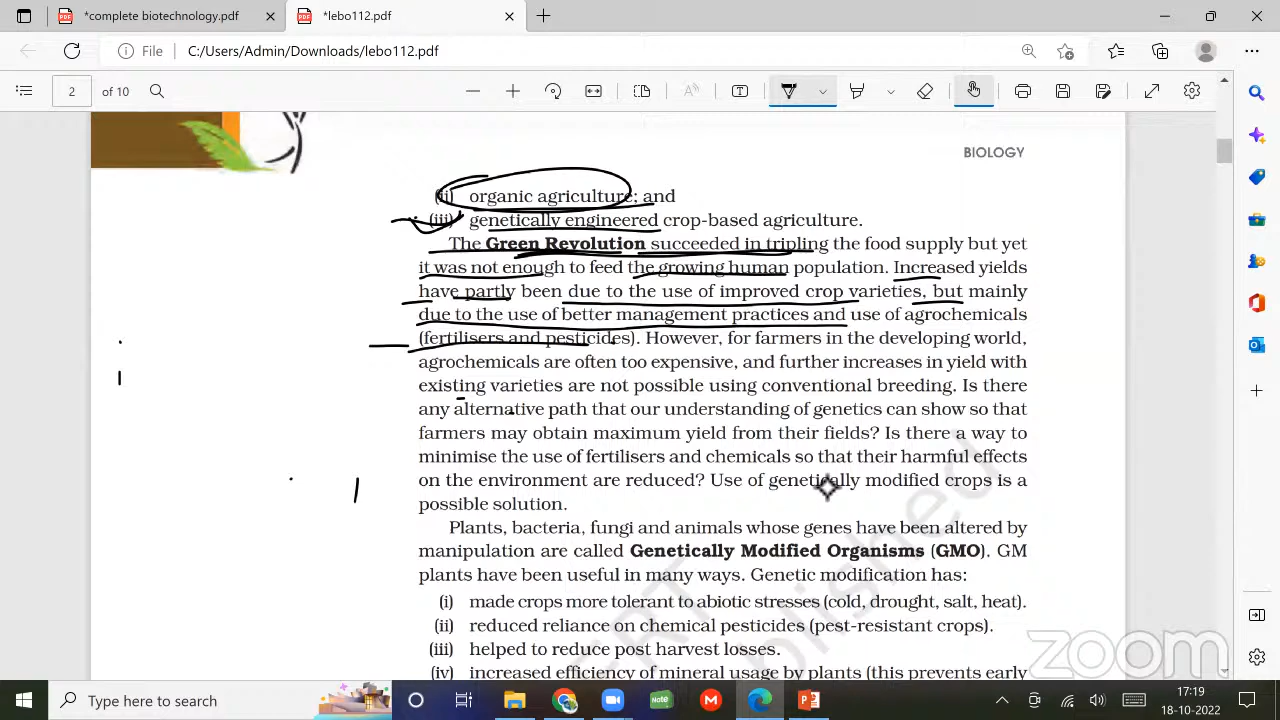 *complete biotechnology.pdf
*lebo112.pdf
File C:/Users/Admin/Downloads/lebo112.pdf
2 of 10
BIOLOGY
(ii) organic agriculture; and
(iii) genetically engineered crop-based agriculture.
The Green Revolution succeeded in tripling the food supply but yet
it was not enough to feed the growing human population. Increased yields
have partly been due to the use of improved crop varieties, but mainly
due to the use of better management practices and use of agrochemicals
(fertilisers and pesticides). However, for farmers in the developing world,
agrochemicals are often too expensive, and further increases in yield with
existing varieties are not possible using conventional breeding. Is there
any alternative path that our understanding of genetics can show so that
farmers may obtain maximum yield from their fields? Is there a way to
minimise the use of fertilisers and chemicals so that their harmful effects
on the environment are reduced? Use of genetically modified crops is a
possible solution.
Plants, bacteria, fungi and animals whose genes have been altered by
manipulation are called Genetically Modified Organisms (GMO). GM
plants have been useful in many ways. Genetic modification has:
(i) made crops more tolerant to abiotic stresses (cold, drought, salt, heat).
(ii) reduced reliance on chemical pesticides (pest-resistant crops).
(iii) helped to reduce post harvest losses.
(iv) increased efficiency of mineral usage by plants (this prevents early
zoom
Type here to search
Note
17:19
18-10-2022